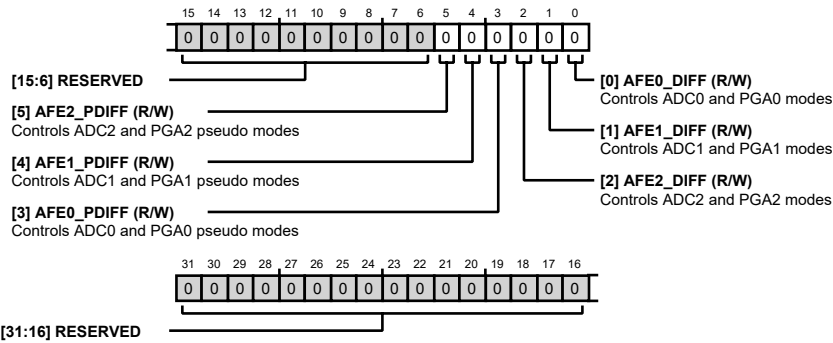 15 14 13 12 11 10 9 8 7 6 5 4 3 2 1 0
0 0 0 0 0 0 0 0 0 0 0 0 0 0 0 0
[15:6] RESERVED
[5] AFE2_PDIFF (R/W)
Controls ADC2 and PGA2 pseudo modes
[4] AFE1_PDIFF (R/W)
Controls ADC1 and PGA1 pseudo modes
[3] AFE0_PDIFF (R/W)
Controls ADC0 and PGA0 pseudo modes
[0] AFE0_DIFF (R/W)
Controls ADC0 and PGA0 modes
[1] AFE1_DIFF (R/W)
Controls ADC1 and PGA1 modes
[2] AFE2_DIFF (R/W)
Controls ADC2 and PGA2 modes
31 30 29 28 27 26 25 24 23 22 21 20 19 18 17 16
0 0 0 0 0 0 0 0 0 0 0 0 0 0 0 0
[31:16] RESERVED